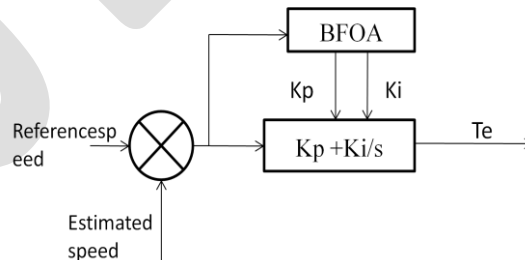 BFOA
Kp Ki
Referencesp
eed
Kp +Ki/s
Te
Estimated
speed